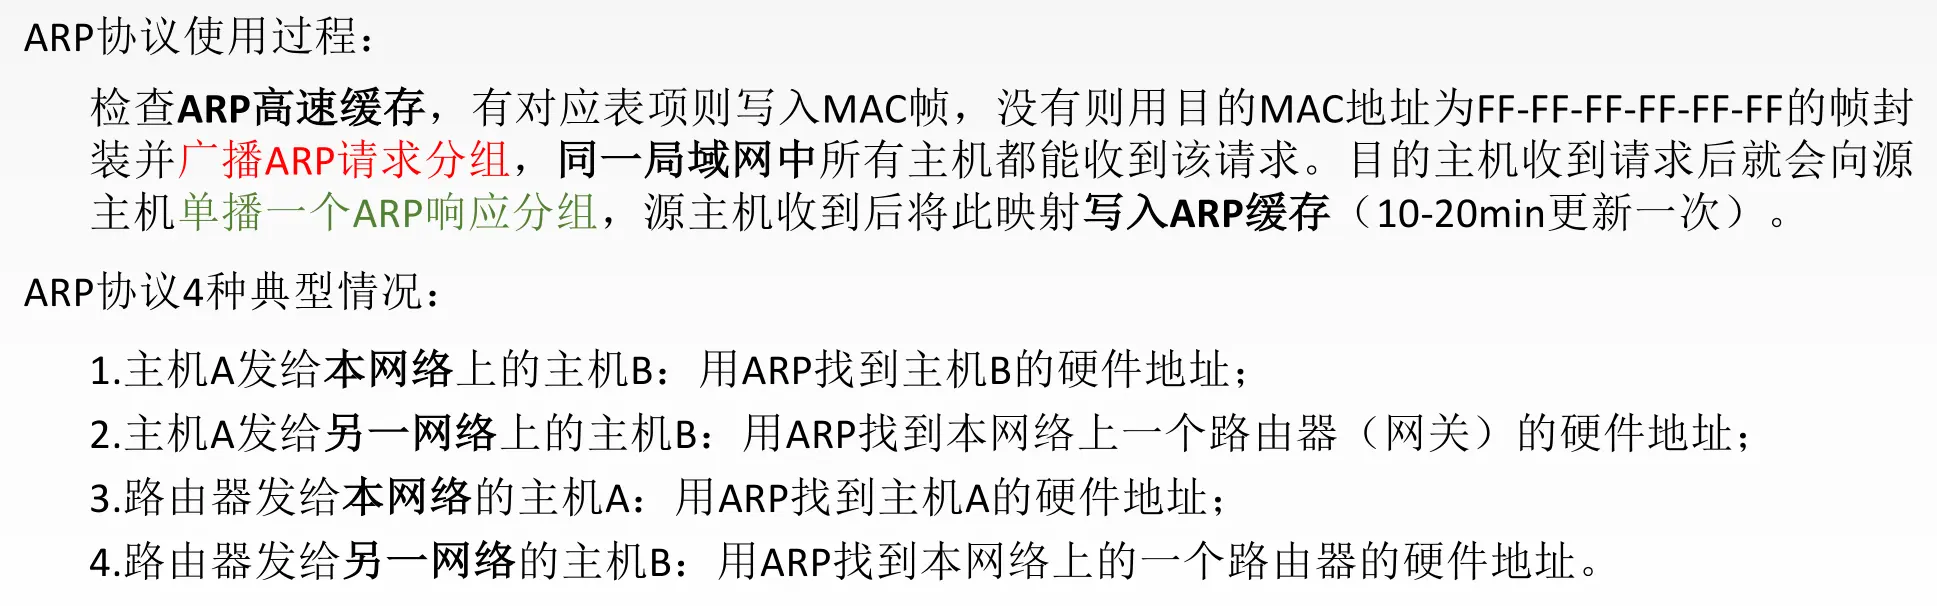 ARP协议使用过程：
检查ARP高速缓存，有对应表项则写入MAC帧，没有则用目的MAC地址为FF-FF-FF-FF-FF-FF的帧封
装并广播ARP请求分组，同一局域网中所有主机都能收到该请求。目的主机收到请求后就会向源
主机单播一个ARP响应分组，源主机收到后将此映射写入ARP缓存（10-20min更新一次）。
ARP协议4种典型情况：
1.主机A发给本网络上的主机B：用ARP找到主机B的硬件地址；
2.主机A发给另一网络上的主机B：用ARP找到本网络上一个路由器（网关）的硬件地址；
3.路由器发给本网络的主机A：用ARP找到主机A的硬件地址；
4.路由器发给另一网络的主机B：用ARP找到本网络上的一个路由器的硬件地址。